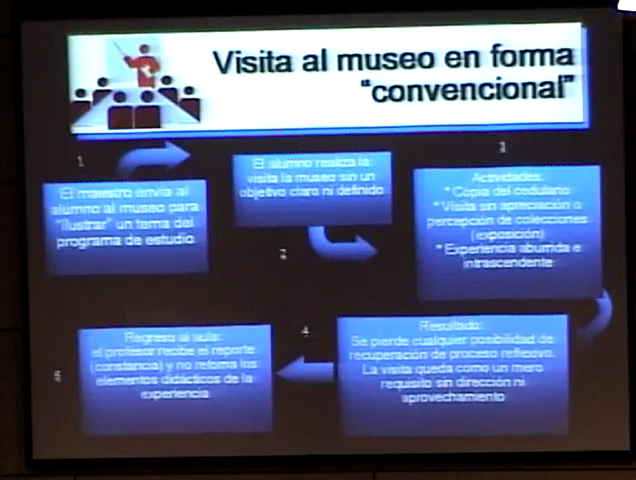 Visita al museo en forma
"convencional"
1
El maestro envia al
alumno al museo para
"ilustrar" un tema del
programa de estudio
El alumno realiza la
visita la museo sin un
objetivo claro ni definido
2
Actividades:
* Copia del cedulario
* Visita sin apreciación o
percepción de colecciones
(exposición)
* Experiencia aburrida e
intrascendente
4
Resultado:
Se pierde cualquier posibilidad de
recuperación de proceso reflexivo.
La visita queda como un mero
requisito sin dirección ni
aprovechamiento
5
Regreso al aula:
el profesor recibe el reporte
(constancia) y no retoma los
elementos didácticos de la
experiencia